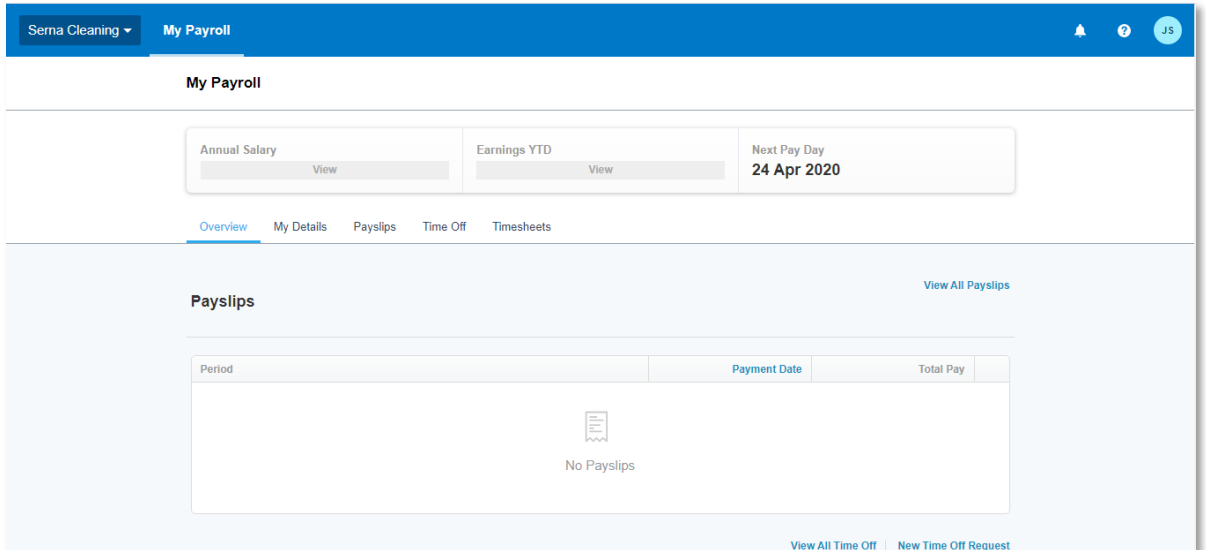 Serna Cleaning My Payroll JS
My Payroll
Annual Salary Earnings YTD Next Pay Day
View View 24 Apr 2020
Overview My Details Payslips Time Off Timesheets
View All Payslips
Payslips
Period Payment Date Total Pay
No Payslips
View All Time Off New Time Off Request